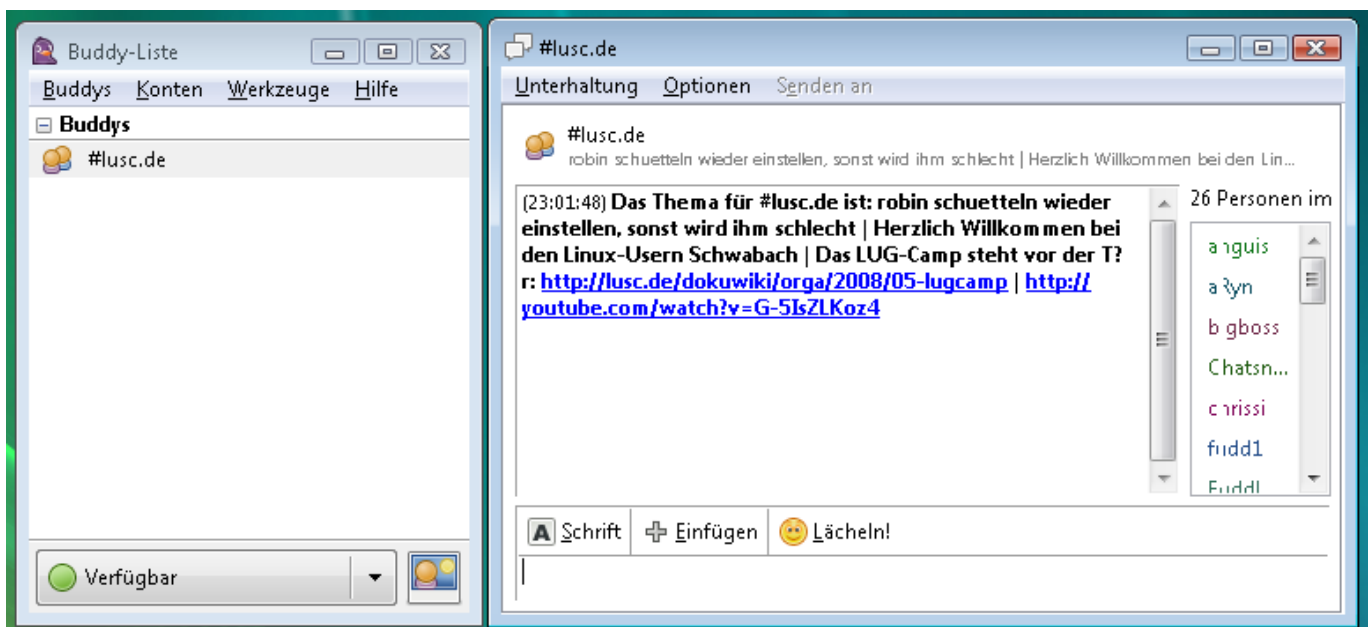 Buddy-Liste
Buddys Konten Werkzeuge Hilfe
Buddys
#lusc.de
Verfügbar
#lusc.de
Unterhaltung Optionen Senden an
#lusc.de
robin schuetteln wieder einstellen, sonst wird ihm schlecht | Herzlich Willkommen bei den Lin...
(23:01:48) Das Thema für #lusc.de ist: robin schuetteln wieder
einstellen, sonst wird ihm schlecht | Herzlich Willkommen bei
den Linux-Usern Schwabach | Das LUG-Camp steht vor der T?
r: http://lusc.de/dokuwiki/orga/2008/05-lugcamp | http://
youtube.com/watch?v=G-5IsZLKoz4
26 Personen im
anguis
aRyn
bigboss
Chatsn...
chrissi
fudd1
Schrift Einfügen Lächeln!